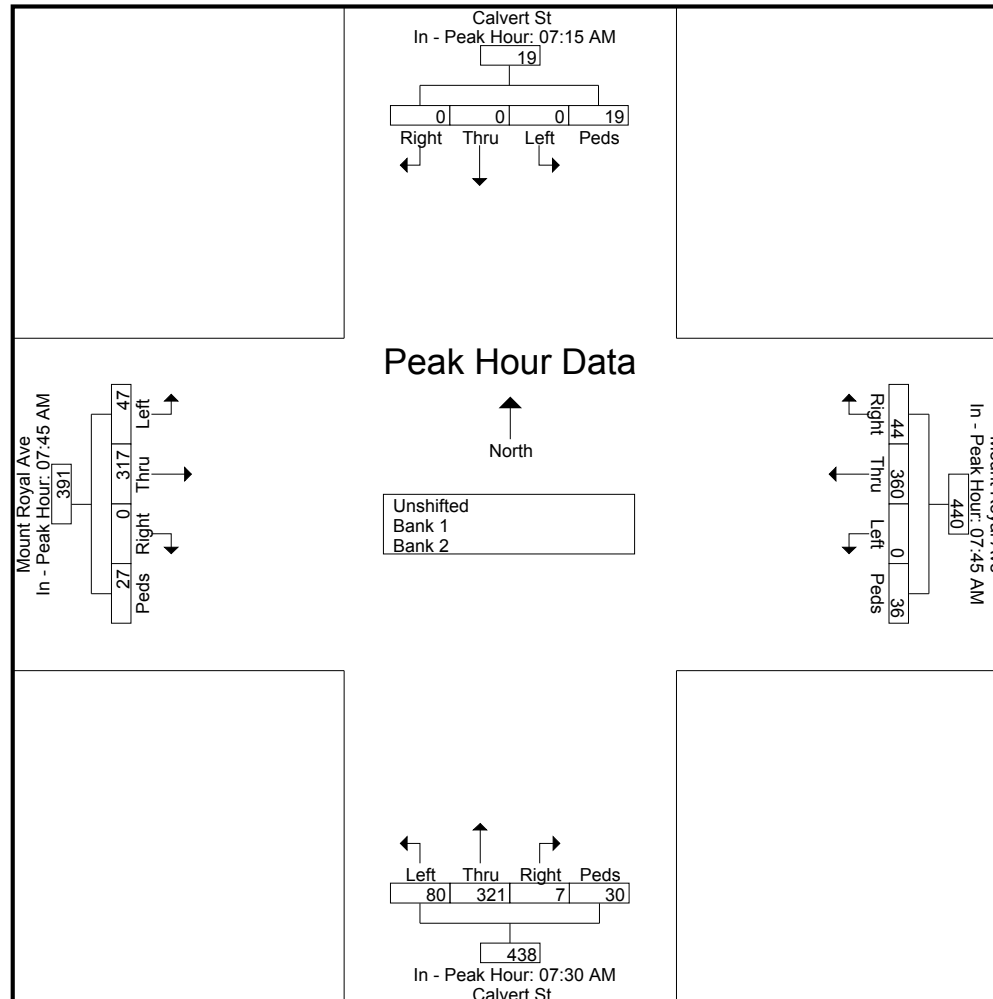 Calvert St
In - Peak Hour: 07:15 AM
19
0 0 0 19
Right Thru Left Peds
Peak Hour Data
North
Unshifted
Bank 1
Bank 2
Mount Royal Ave
In - Peak Hour: 07:45 AM
391
47 317 0 27
Left Thru Right Peds
Mount Royal Ave
In - Peak Hour: 07:45 AM
440
44 360 0 36
Right Thru Left Peds
Left Thru Right Peds
80 321 7 30
438
In - Peak Hour: 07:30 AM
Calvert St